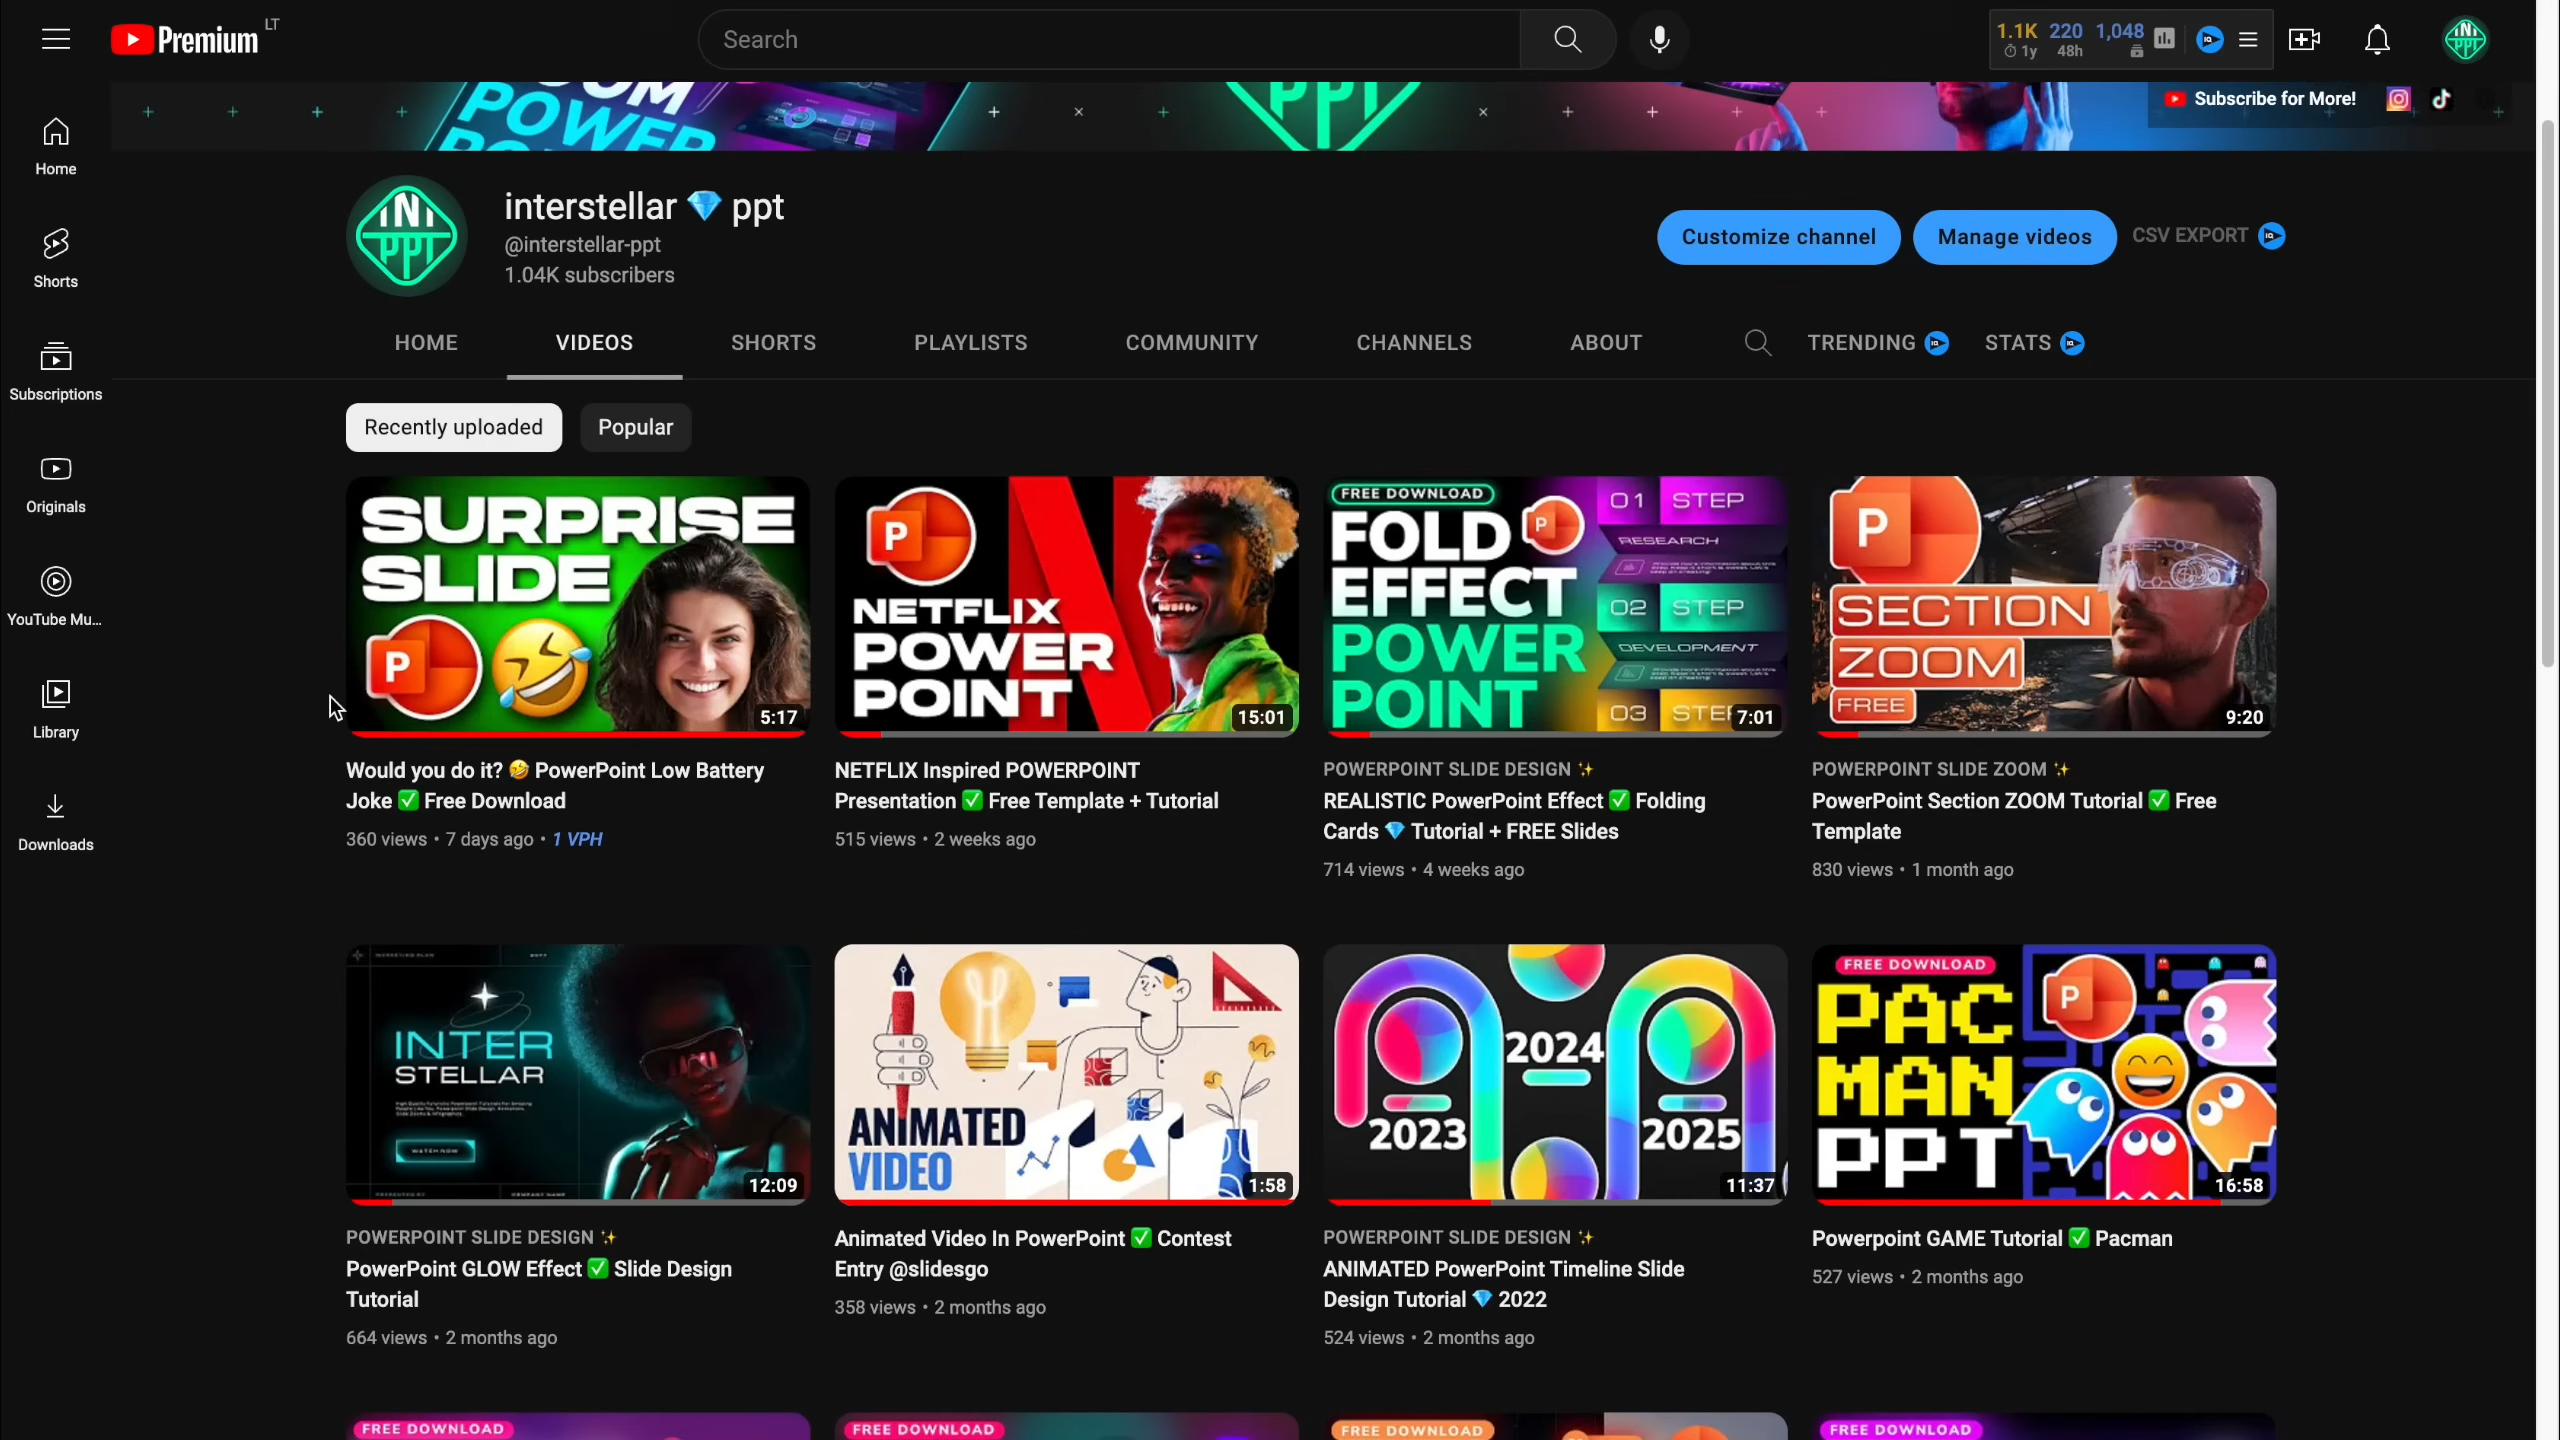 Premium LT
Search
1.1K 220 1,048
1y 48h
Home
Shorts
Subscriptions
Originals
YouTube Mu...
Library
Downloads
POWER
Subscribe for More!
PPT
INT
PPT
interstellar 💎 ppt
@interstellar-ppt
1.04K subscribers
Customize channel
Manage videos
CSV EXPORT
HOME
VIDEOS
SHORTS
PLAYLISTS
COMMUNITY
CHANNELS
ABOUT
TRENDING
STATS
Recently uploaded
Popular
SURPRISE
SLIDE
P
5:17
P
NETFLIX
POWER
POINT
15:01
FREE DOWNLOAD
FOLD
EFFECT
POWER
POINT
P
01 STEP
RESEARCH
02 STEP
DEVELOPMENT
03 STEP
7:01
P
SECTION
ZOOM
FREE
9:20
Would you do it? 🤣 PowerPoint Low Battery
Joke ✅ Free Download
360 views • 7 days ago • 1 VPH
NETFLIX Inspired POWERPOINT
Presentation ✅ Free Template + Tutorial
515 views • 2 weeks ago
POWERPOINT SLIDE DESIGN ✨
REALISTIC PowerPoint Effect ✅ Folding
Cards 💎 Tutorial + FREE Slides
714 views • 4 weeks ago
POWERPOINT SLIDE ZOOM ✨
PowerPoint Section ZOOM Tutorial ✅ Free
Template
830 views • 1 month ago
INTER
STELLAR
WATCH NOW
12:09
ANIMATED
VIDEO
1:58
2023
2024
2025
11:37
FREE DOWNLOAD
PAC
MAN
PPT
P
16:58
POWERPOINT SLIDE DESIGN ✨
PowerPoint GLOW Effect ✅ Slide Design
Tutorial
664 views • 2 months ago
Animated Video In PowerPoint ✅ Contest
Entry @slidesgo
358 views • 2 months ago
POWERPOINT SLIDE DESIGN ✨
ANIMATED PowerPoint Timeline Slide
Design Tutorial 💎 2022
524 views • 2 months ago
Powerpoint GAME Tutorial ✅ Pacman
527 views • 2 months ago
FREE DOWNLOAD
FREE DOWNLOAD
FREE DOWNLOAD
FREE DOWNLOAD